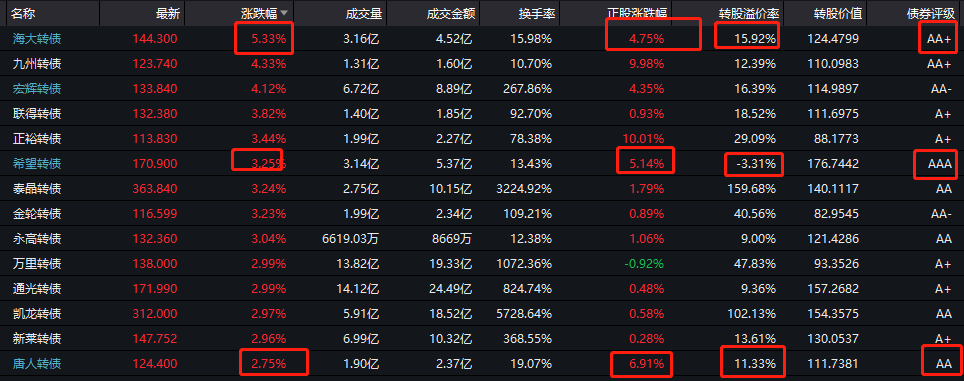 名称 最新 涨跌幅 成交量 成交金额 换手率 正股涨跌幅 转股溢价率 转股价值 债券评级
海大转债 144.300 5.33% 3.16亿 4.52亿 15.98% 4.75% 15.92% 124.4799 AA+
九州转债 123.740 4.33% 1.31亿 1.60亿 10.70% 9.98% 12.39% 110.0983 AA+
宏辉转债 133.840 4.12% 6.72亿 8.89亿 267.86% 4.35% 16.39% 114.9897 AA-
联得转债 132.380 3.82% 1.40亿 1.85亿 92.70% 0.93% 18.52% 111.6975 A+
正裕转债 113.830 3.44% 1.99亿 2.27亿 78.38% 10.01% 29.09% 88.1773 A+
希望转债 170.900 3.25% 3.14亿 5.37亿 13.43% 5.14% -3.31% 176.7442 AAA
泰晶转债 363.840 3.24% 2.75亿 10.15亿 3224.92% 1.79% 159.68% 140.1117 AA
金轮转债 116.599 3.23% 1.99亿 2.34亿 109.21% 0.89% 40.56% 82.9545 AA-
永高转债 132.360 3.04% 6619.03万 8669万 12.38% 1.06% 9.00% 121.4286 AA
万里转债 138.000 2.99% 13.82亿 19.33亿 1072.36% -0.92% 47.83% 93.3526 A+
通光转债 171.990 2.99% 14.12亿 24.49亿 824.74% 0.48% 9.36% 157.2682 A+
凯龙转债 312.000 2.97% 5.91亿 18.52亿 5728.64% 0.58% 102.13% 154.3575 AA
新莱转债 147.752 2.96% 6.99亿 10.32亿 368.55% 0.28% 13.61% 130.0537 A+
唐人转债 124.400 2.75% 1.90亿 2.37亿 19.07% 6.91% 11.33% 111.7381 AA